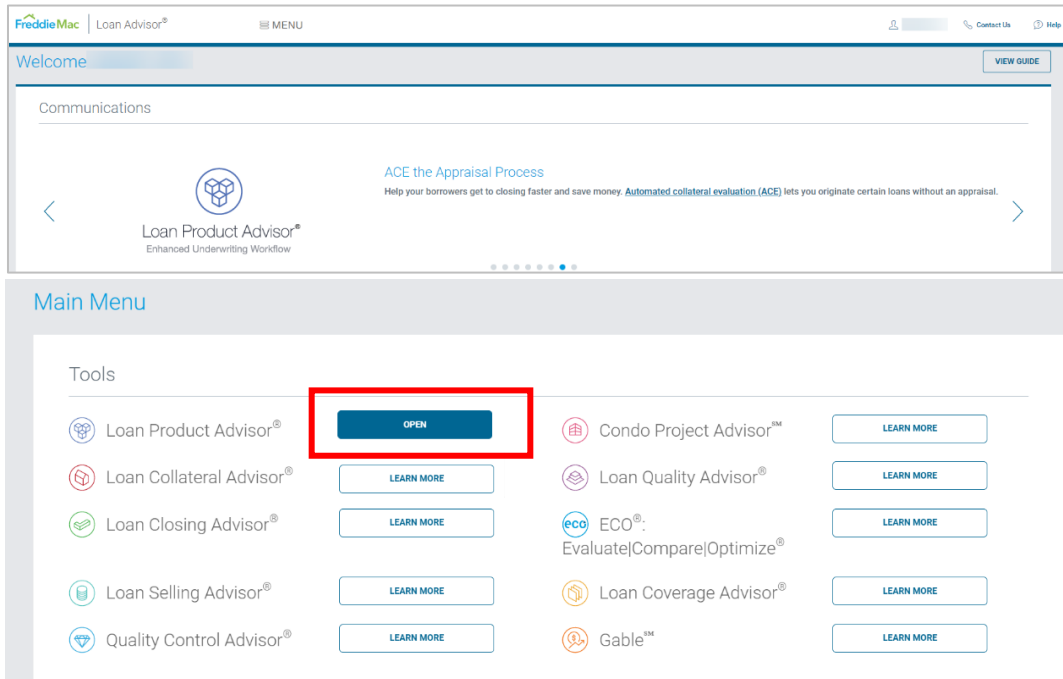 FreddieMac Loan Advisor® MENU Contact Us Help
Welcome VIEW GUIDE
Communications
ACE the Appraisal Process
Help your borrowers get to closing faster and save money. Automated collateral evaluation (ACE) lets you originate certain loans without an appraisal.
Loan Product Advisor®
Enhanced Underwriting Workflow
Main Menu
Tools
Loan Product Advisor® OPEN Condo Project Advisor℠ LEARN MORE
Loan Collateral Advisor® LEARN MORE Loan Quality Advisor® LEARN MORE
Loan Closing Advisor® LEARN MORE eco ECO®: LEARN MORE
Evaluate|Compare|Optimize®
Loan Selling Advisor® LEARN MORE Loan Coverage Advisor® LEARN MORE
Quality Control Advisor® LEARN MORE Gable℠ LEARN MORE